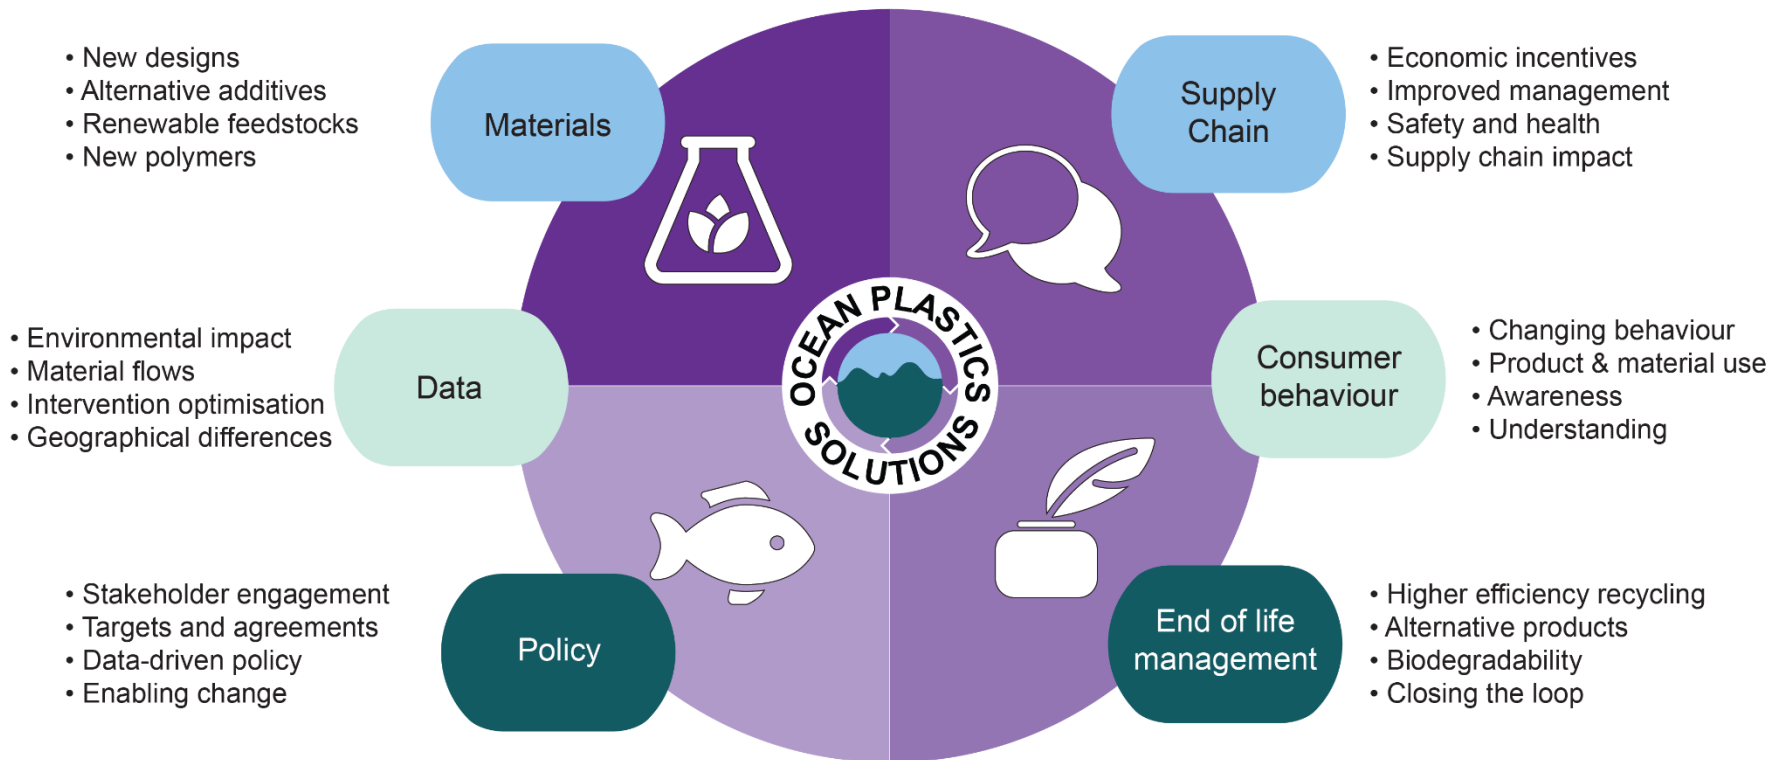 • New designs
• Alternative additives
• Renewable feedstocks
• New polymers
Materials
Supply
Chain
• Economic incentives
• Improved management
• Safety and health
• Supply chain impact
• Environmental impact
• Material flows
• Intervention optimisation
• Geographical differences
Data
OCEAN PLASTICS
SOLUTIONS
Consumer
behaviour
• Changing behaviour
• Product & material use
• Awareness
• Understanding
• Stakeholder engagement
• Targets and agreements
• Data-driven policy
• Enabling change
Policy
End of life
management
• Higher efficiency recycling
• Alternative products
• Biodegradability
• Closing the loop